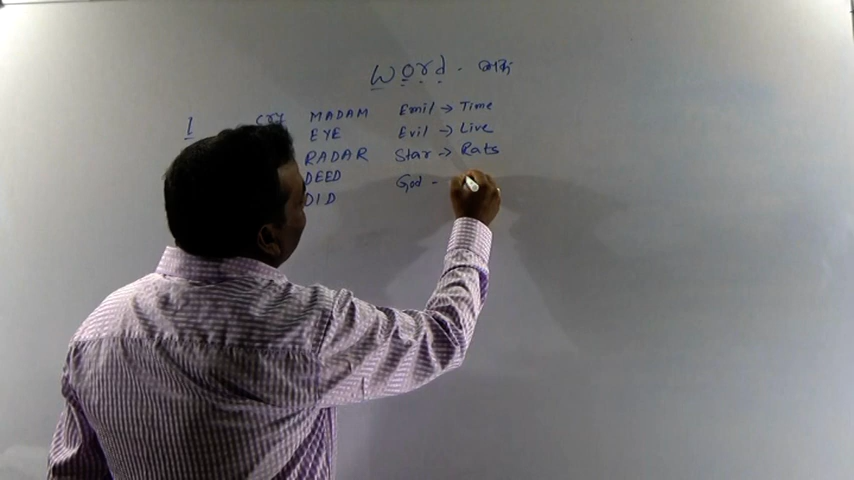 Word -
1 MADAM Emil → Time
EYE Evil → Live
RADAR Star → Rats
DEED God -
DID